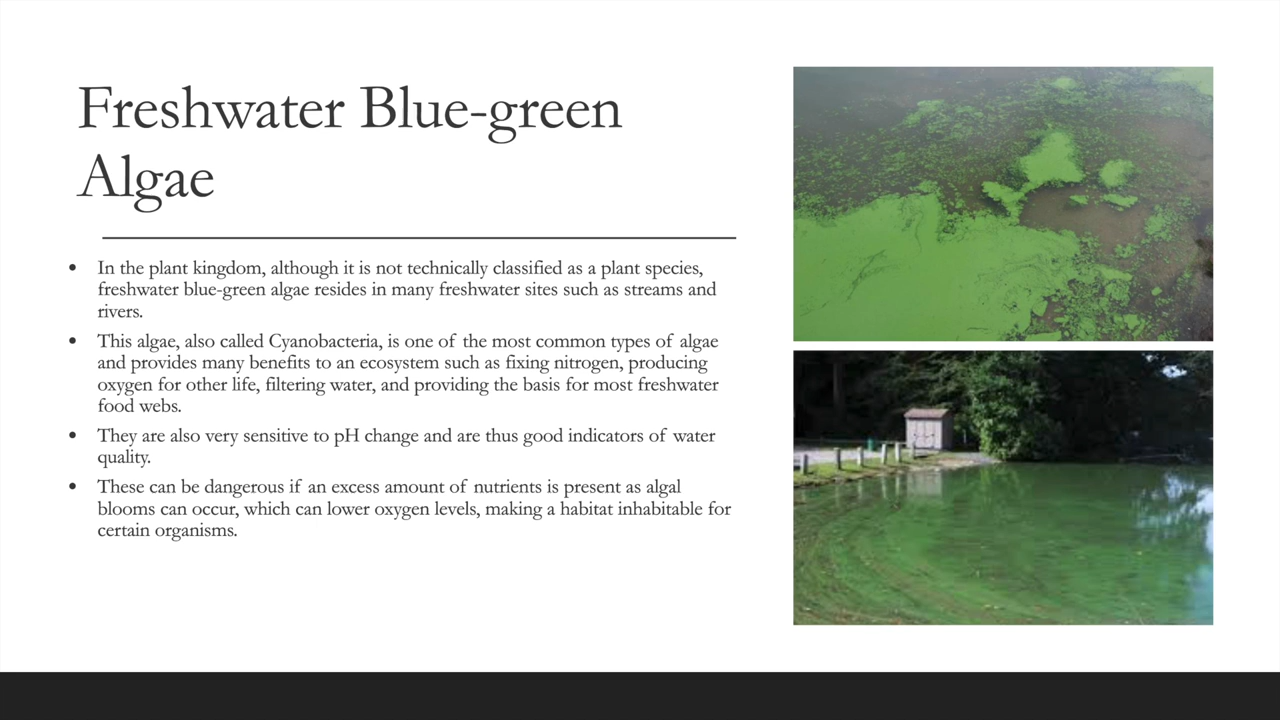 Freshwater Blue-green
Algae
• In the plant kingdom, although it is not technically classified as a plant species,
freshwater blue-green algae resides in many freshwater sites such as streams and
rivers.
• This algae, also called Cyanobacteria, is one of the most common types of algae
and provides many benefits to an ecosystem such as fixing nitrogen, producing
oxygen for other life, filtering water, and providing the basis for most freshwater
food webs.
• They are also very sensitive to pH change and are thus good indicators of water
quality.
• These can be dangerous if an excess amount of nutrients is present as algal
blooms can occur, which can lower oxygen levels, making a habitat inhabitable for
certain organisms.